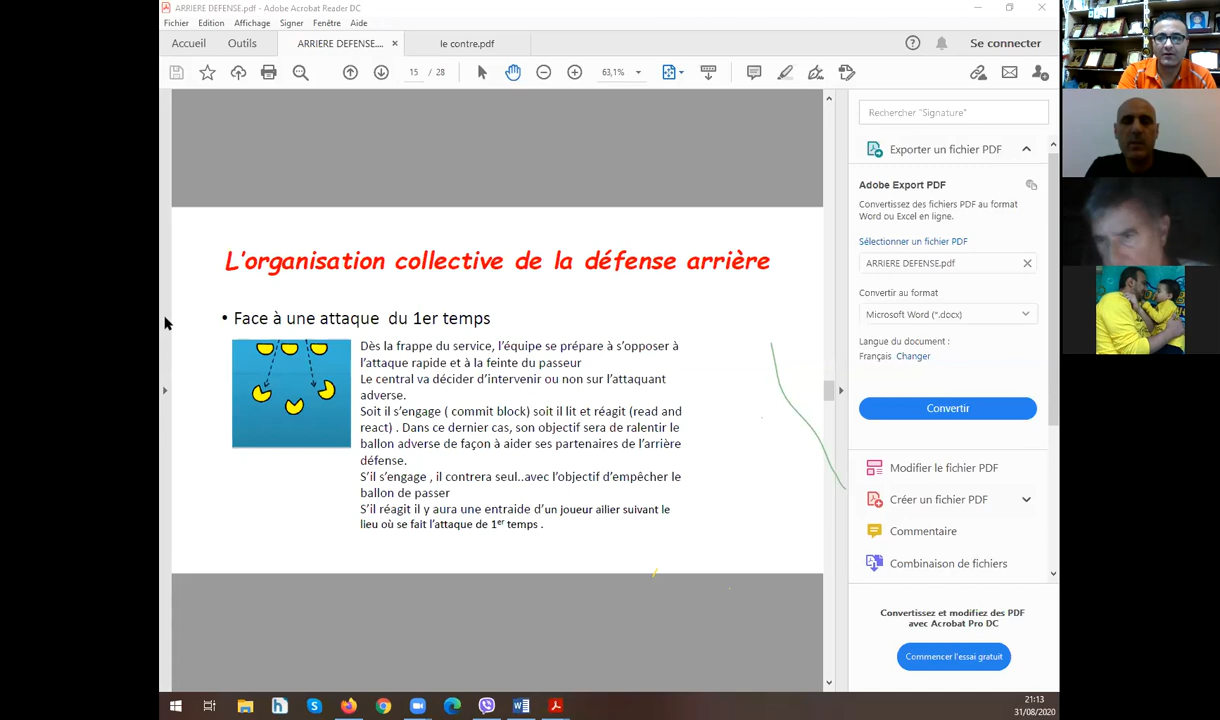 ARRIERE DEFENSE.pdf - Adobe Acrobat Reader DC
Fichier Edition Affichage Signer Fenêtre Aide
Accueil Outils ARRIERE DEFENSE.... × le contre.pdf Se connecter
15 / 28 63,1%
Rechercher "Signature"
Exporter un fichier PDF
Adobe Export PDF
Convertissez des fichiers PDF au format
Word ou Excel en ligne.
Sélectionner un fichier PDF
ARRIERE DEFENSE.pdf
Convertir au format
Microsoft Word (*.docx)
Langue du document :
Français Changer
Convertir
Modifier le fichier PDF
Créer un fichier PDF
Commentaire
Combinaison de fichiers
Convertissez et modifiez des PDF
avec Acrobat Pro DC
Commencer l'essai gratuit
L'organisation collective de la défense arrière
• Face à une attaque du 1er temps
Dès la frappe du service, l'équipe se prépare à s'opposer à
l'attaque rapide et à la feinte du passeur
Le central va décider d'intervenir ou non sur l'attaquant
adverse.
Soit il s'engage ( commit block) soit il lit et réagit (read and
react) . Dans ce dernier cas, son objectif sera de ralentir le
ballon adverse de façon à aider ses partenaires de l'arrière
défense.
S'il s'engage , il contrera seul..avec l'objectif d'empêcher le
ballon de passer
S'il réagit il y aura une entraide d'un joueur ailier suivant le
lieu où se fait l'attaque de 1er temps .
21:13
31/08/2020